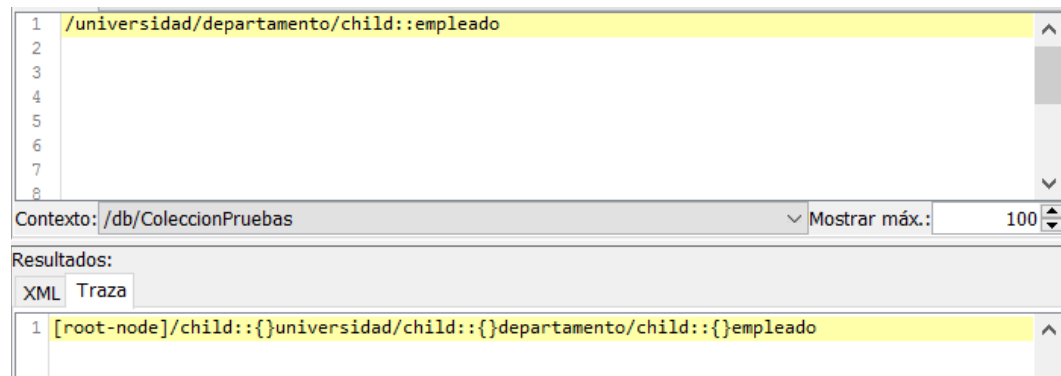 1 /universidad/departamento/child::empleado
2
3
4
5
6
7
8
Contexto: /db/ColeccionPruebas Mostrar máx.: 100
Resultados:
XML Traza
1 [root-node]/child::{}universidad/child::{}departamento/child::{}empleado